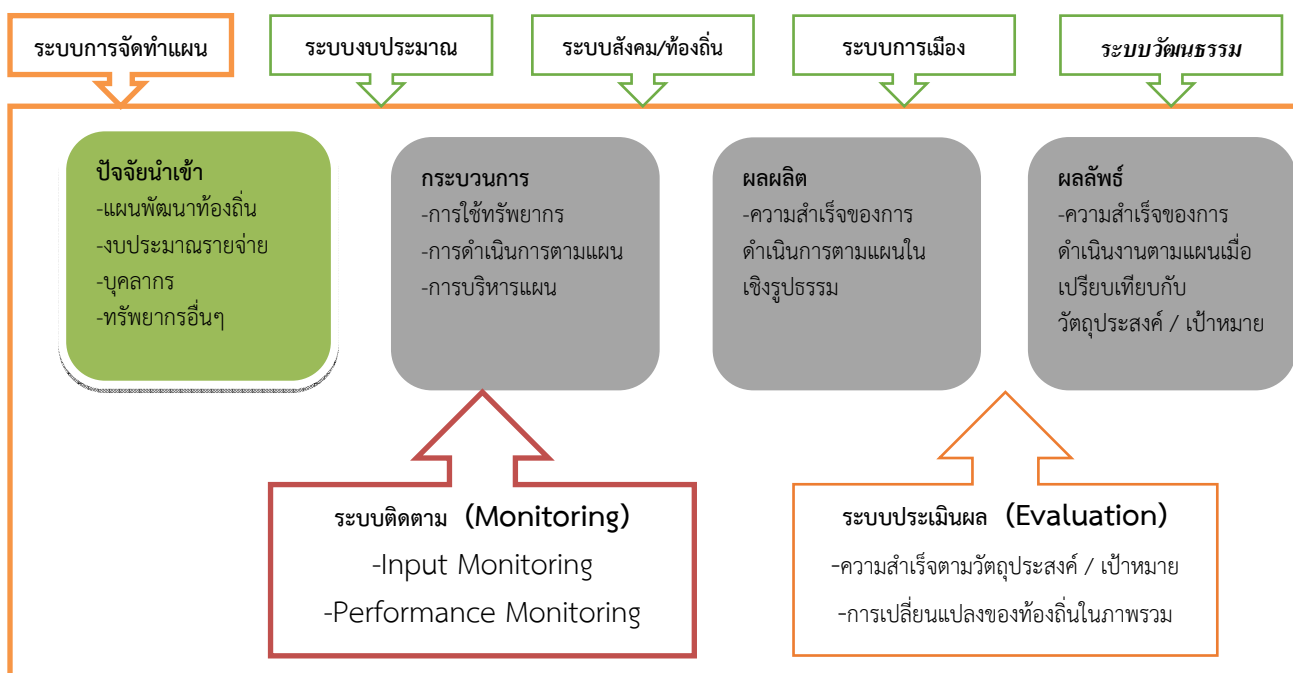 ระบบการจัดทำแผน
ระบบงบประมาณ
ระบบสังคม/ท้องถิ่น
ระบบการเมือง
ระบบวัฒนธรรม
ปัจจัยนำเข้า
-แผนพัฒนาท้องถิ่น
-งบประมาณรายจ่าย
-บุคลากร
-ทรัพยากรอื่นๆ
กระบวนการ
-การใช้ทรัพยากร
-การดำเนินการตามแผน
-การบริหารแผน
ผลผลิต
-ความสำเร็จของการ
ดำเนินการตามแผนใน
เชิงรูปธรรม
ผลลัพธ์
-ความสำเร็จของการ
ดำเนินงานตามแผนเมื่อ
เปรียบเทียบกับ
วัตถุประสงค์ / เป้าหมาย
ระบบติดตาม (Monitoring)
-Input Monitoring
-Performance Monitoring
ระบบประเมินผล (Evaluation)
-ความสำเร็จตามวัตถุประสงค์ / เป้าหมาย
-การเปลี่ยนแปลงของท้องถิ่นในภาพรวม